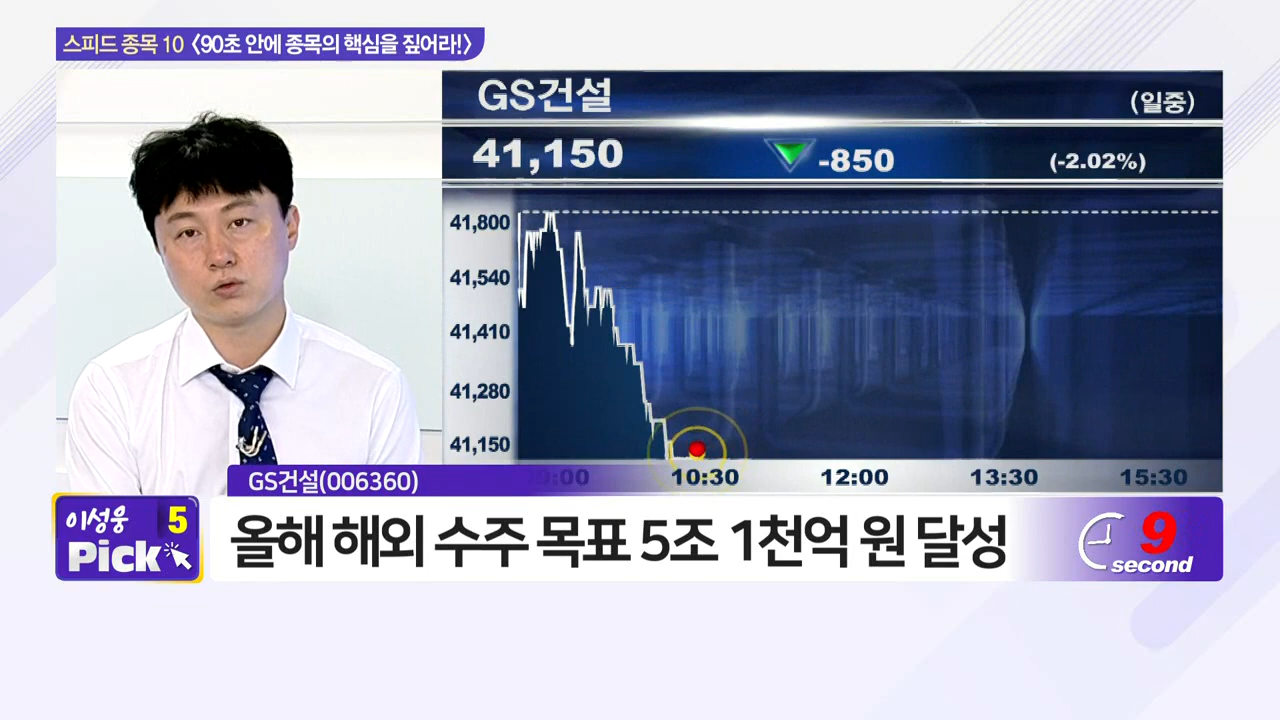 스피드 종목 10 〈90초 안에 종목의 핵심을 짚어라!〉
GS건설
(일중)
41,150
-850
(-2.02%)
41,800
41,540
41,410
41,280
41,150
09:00
10:30
12:00
13:30
15:30
GS건설(006360)
이성웅 5
Pick
올해 해외 수주 목표 5조 1천억 원 달성
9
second